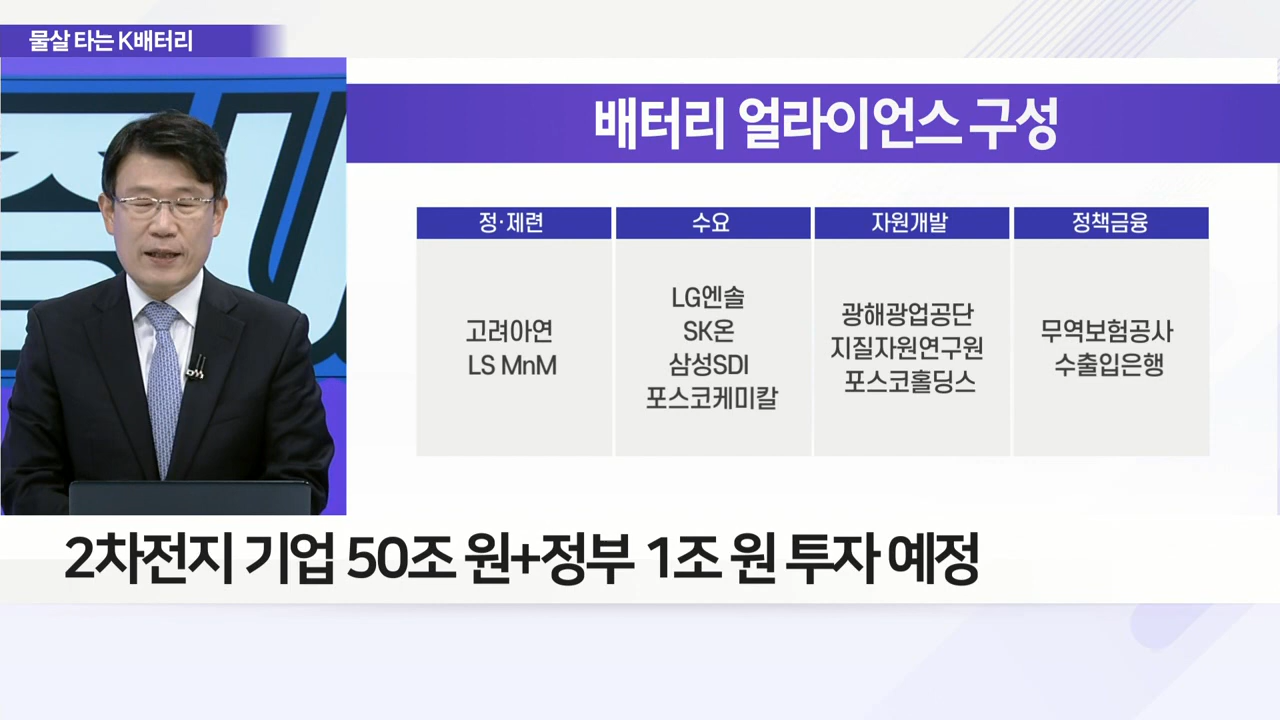 물살 타는 K배터리
배터리 얼라이언스 구성
정·제련
수요
자원개발
정책금융
고려아연
LS MnM
LG엔솔
SK온
삼성SDI
포스코케미칼
광해광업공단
지질자원연구원
포스코홀딩스
무역보험공사
수출입은행
2차전지 기업 50조 원+정부 1조 원 투자 예정